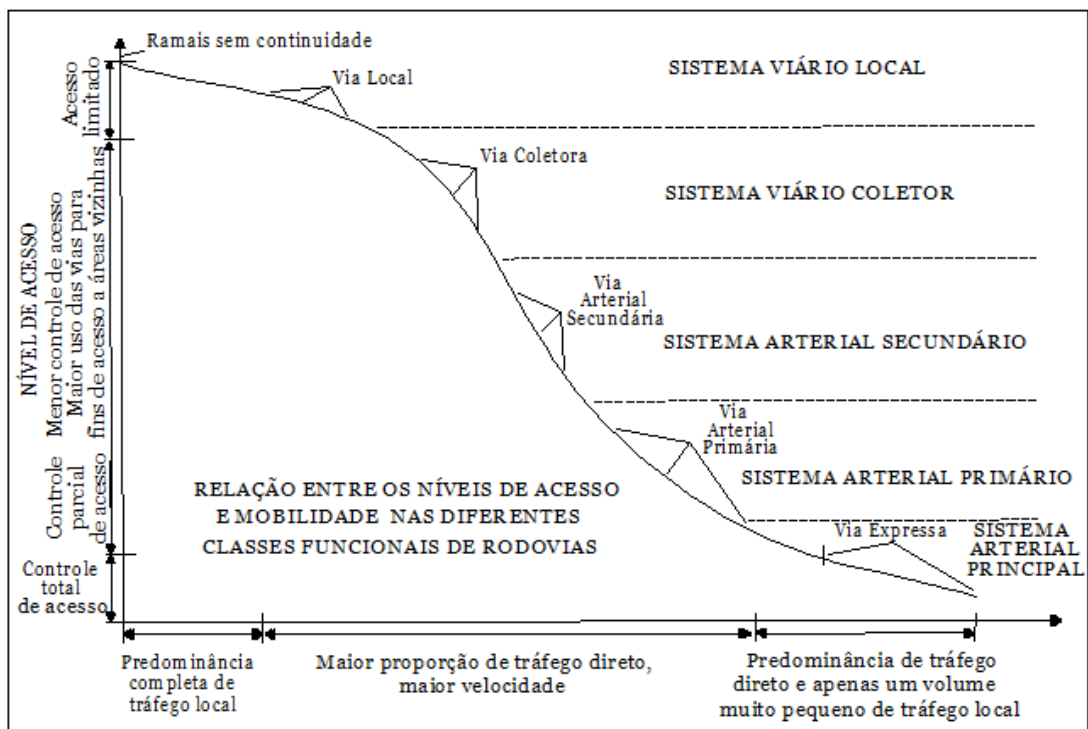 Ramais sem continuidade
Via Local
SISTEMA VIÁRIO LOCAL
Via Coletora
SISTEMA VIÁRIO COLETOR
Via
Arterial
Secundária
SISTEMA ARTERIAL SECUNDÁRIO
Via
Arterial
Primária
SISTEMA ARTERIAL PRIMÁRIO
Via Expressa
SISTEMA
ARTERIAL
PRINCIPAL
NÍVEL DE ACESSO
Acesso
limitado
Menor controle de acesso
Maior uso das vias para
fins de acesso a áreas vizinhas
Controle
parcial
de acesso
Controle
total
de acesso
RELAÇÃO ENTRE OS NÍVEIS DE ACESSO
E MOBILIDADE NAS DIFERENTES
CLASSES FUNCIONAIS DE RODOVIAS
Predominância
completa de
tráfego local
Maior proporção de tráfego direto,
maior velocidade
Predominância de tráfego
direto e apenas um volume
muito pequeno de tráfego local